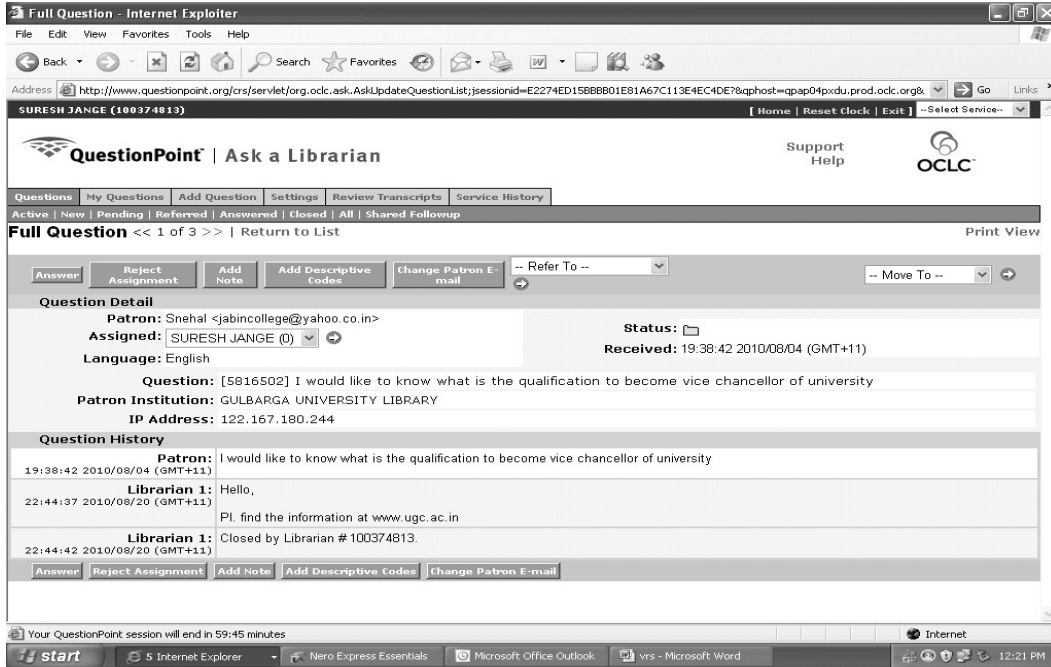 Full Question - Internet Exploiter
File Edit View Favorites Tools Help
Back Search Favorites
Address http://www.questionpoint.org/crs/servlet/org.oclc.ask.AskUpdateQuestionList;jsessionid=E2274ED15BBBB01E81A67C113E4EC4DE?&qphost=qpap04pxdu.prod.oclc.org& Go Links
SURESH JANGE (100374813) [ Home | Reset Clock | Exit ] --Select Service--
QuestionPoint | Ask a Librarian Support
Help OCLC
Questions My Questions Add Question Settings Review Transcripts Service History
Active | New | Pending | Referred | Answered | Closed | All | Shared Followup
Full Question << 1 of 3 >> | Return to List Print View
Answer Reject Assignment Add Note Add Descriptive Codes Change Patron E-mail -- Refer To -- -- Move To --
Question Detail
Patron: Snehal <jabincollege@yahoo.co.in>
Status:
Assigned: SURESH JANGE (0)
Received: 19:38:42 2010/08/04 (GMT+11)
Language: English
Question: [5816502] I would like to know what is the qualification to become vice chancellor of university
Patron Institution: GULBARGA UNIVERSITY LIBRARY
IP Address: 122.167.180.244
Question History
Patron: I would like to know what is the qualification to become vice chancellor of university
19:38:42 2010/08/04 (GMT+11)
Librarian 1: Hello,
22:44:37 2010/08/20 (GMT+11)
Pl. find the information at www.ugc.ac.in
Librarian 1: Closed by Librarian # 100374813.
22:44:42 2010/08/20 (GMT+11)
Answer Reject Assignment Add Note Add Descriptive Codes Change Patron E-mail
Your QuestionPoint session will end in 59:45 minutes Internet
start 5 Internet Explorer Nero Express Essentials Microsoft Office Outlook vrs - Microsoft Word 12:21 PM